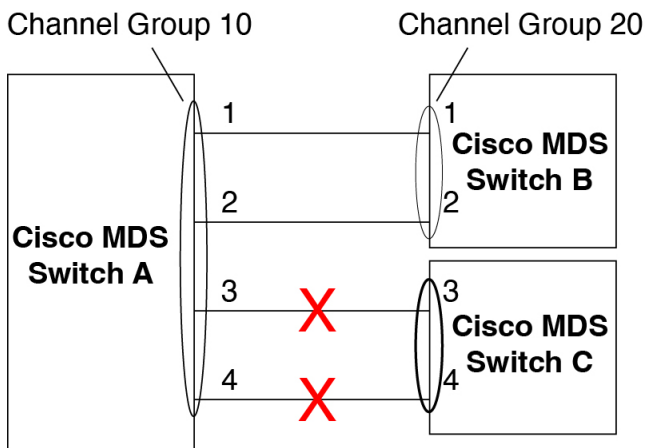 Channel Group 10
Channel Group 20
1
1
Cisco MDS
Switch B
2
2
Cisco MDS
Switch A
3
X
3
Cisco MDS
Switch C
4
X
4